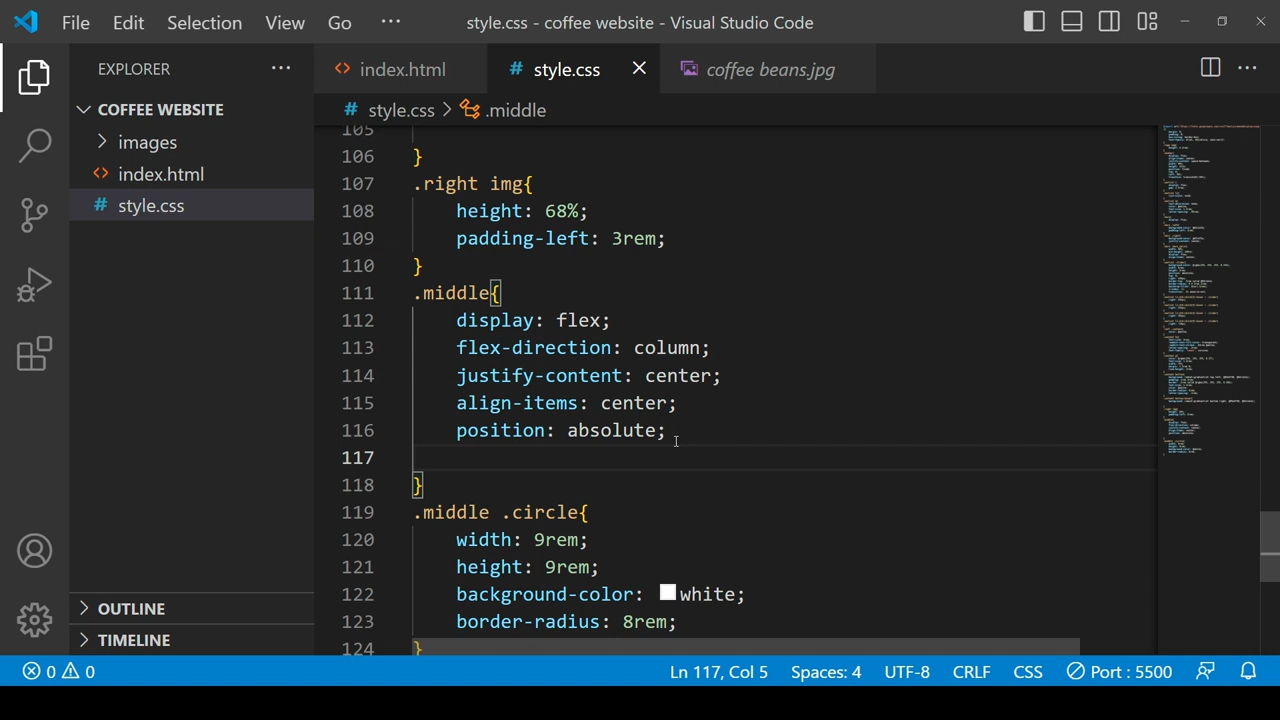 File Edit Selection View Go ··· style.css - coffee website - Visual Studio Code
EXPLORER ··· index.html # style.css coffee beans.jpg ···
COFFEE WEBSITE
# style.css > .middle
images
index.html
# style.css
105
106 }
107 .right img{
108 height: 68%;
109 padding-left: 3rem;
110 }
111 .middle{
112 display: flex;
113 flex-direction: column;
114 justify-content: center;
115 align-items: center;
116 position: absolute;
117
118 }
119 .middle .circle{
120 width: 9rem;
121 height: 9rem;
122 background-color: white;
123 border-radius: 8rem;
124 }
OUTLINE
TIMELINE
0 0 Ln 117, Col 5 Spaces: 4 UTF-8 CRLF CSS Port : 5500